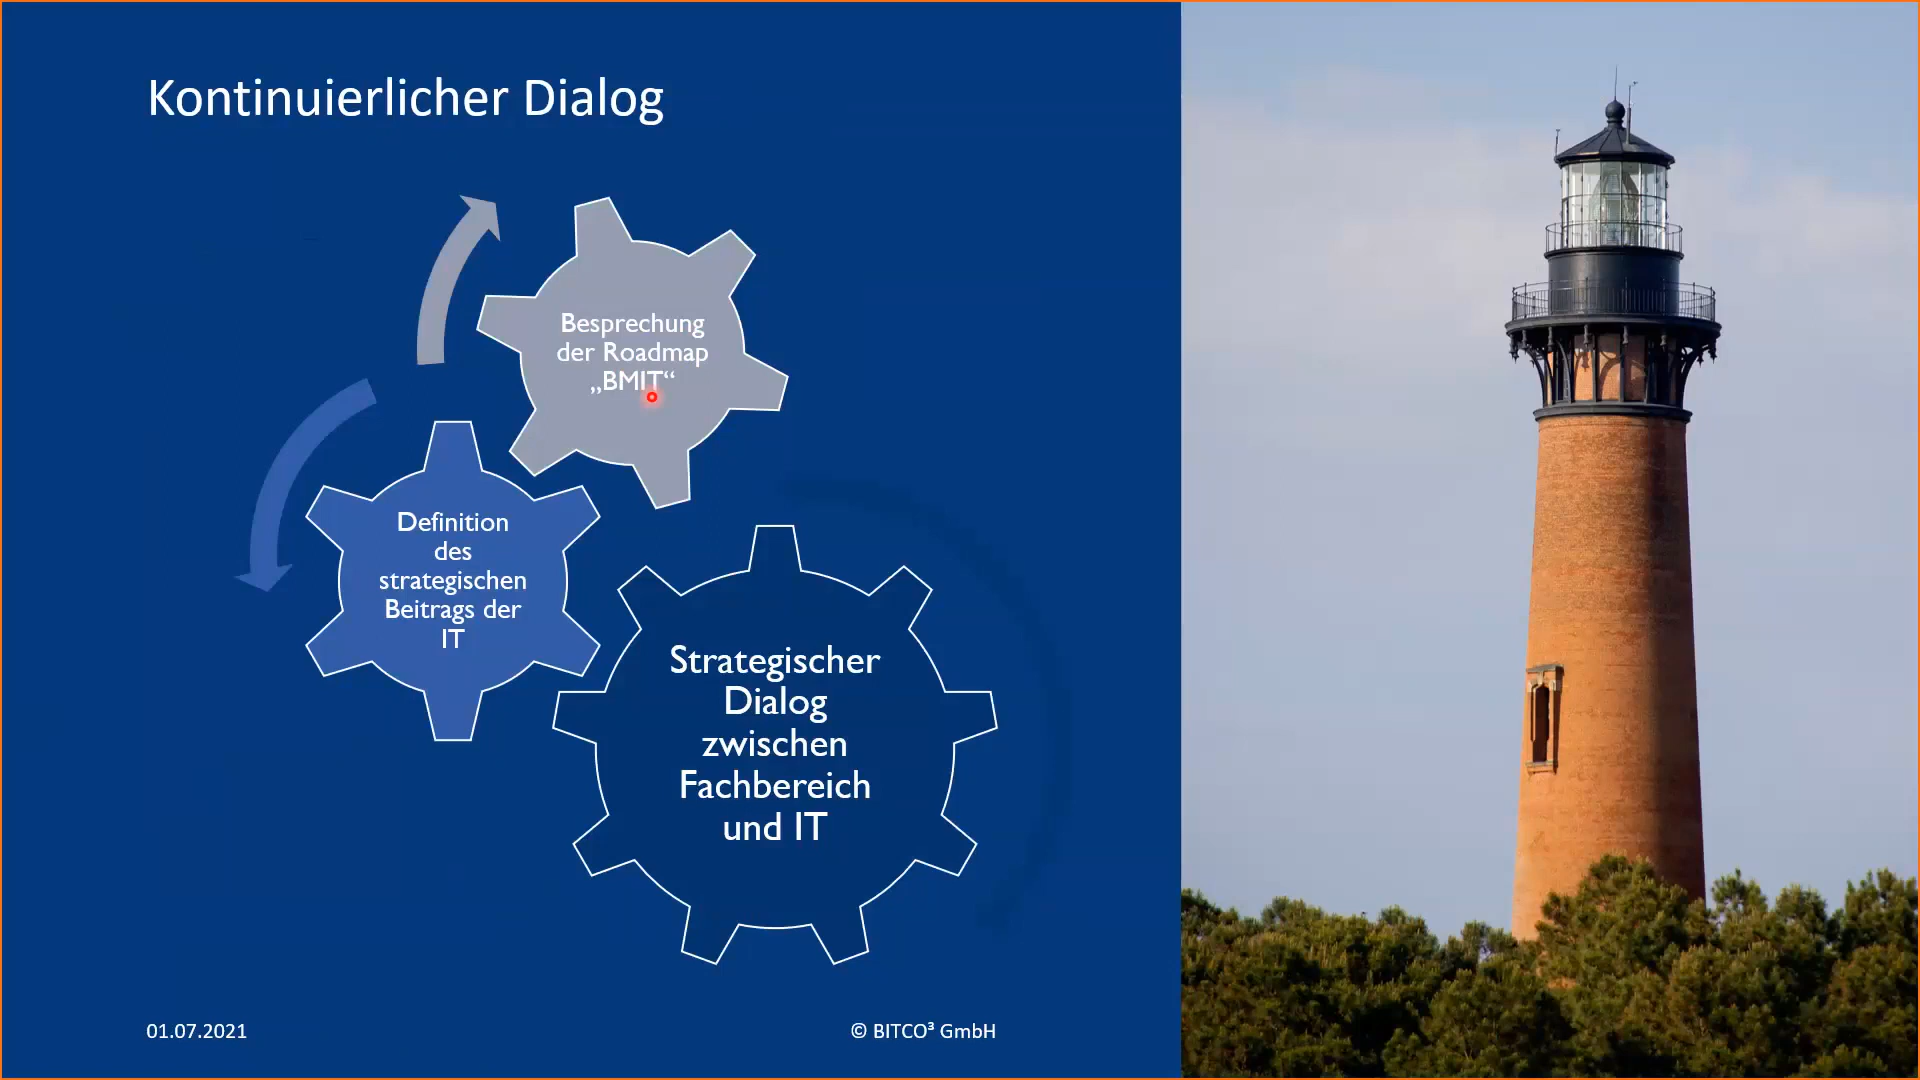 Kontinuierlicher Dialog
Besprechung
der Roadmap
„BMIT“
Definition
des
strategischen
Beitrags der
IT
Strategischer
Dialog
zwischen
Fachbereich
und IT
01.07.2021
© BITCO³ GmbH